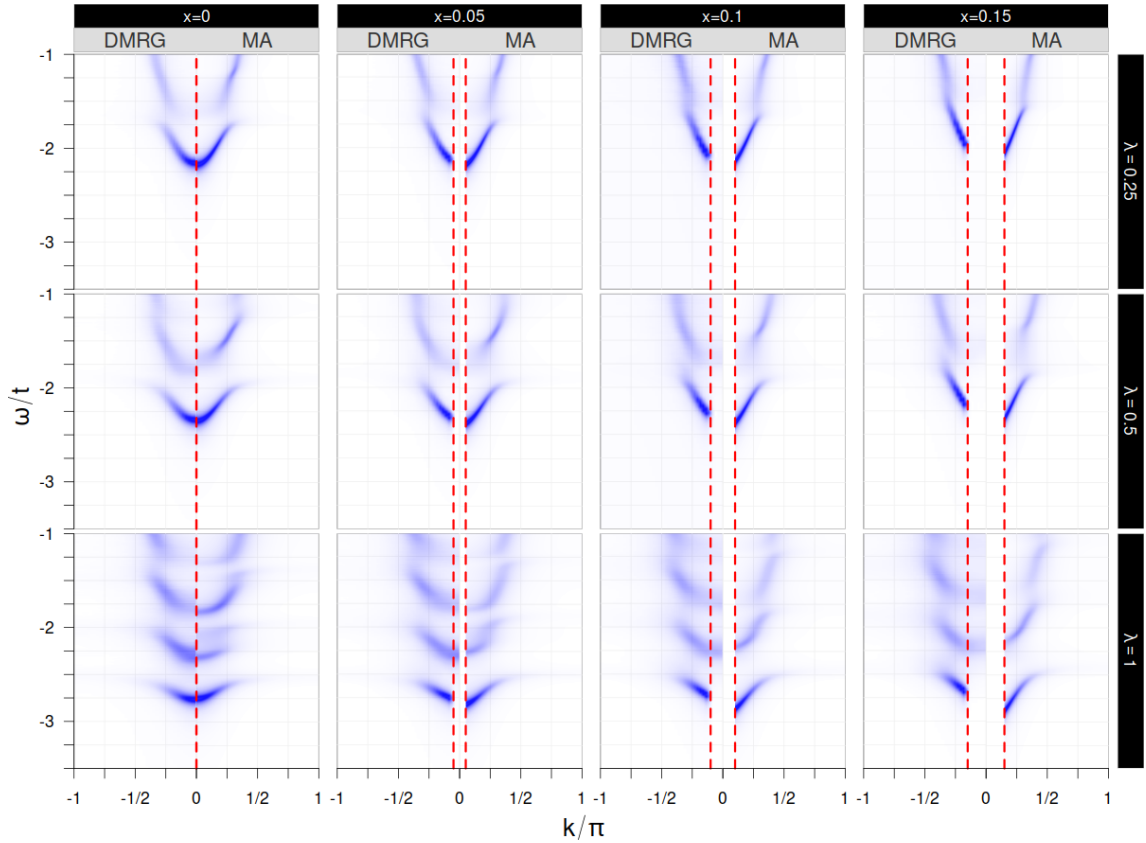 x=0 x=0.05 x=0.1 x=0.15
DMRG MA DMRG MA DMRG MA DMRG MA
-1
-2
-3
λ = 0.25
-1
-2
-3
λ = 0.5
ω/t
-1
-2
-3
λ = 1
-1 -1/2 0 1/2 1 -1 -1/2 0 1/2 1 -1 -1/2 0 1/2 1 -1 -1/2 0 1/2 1
k/π